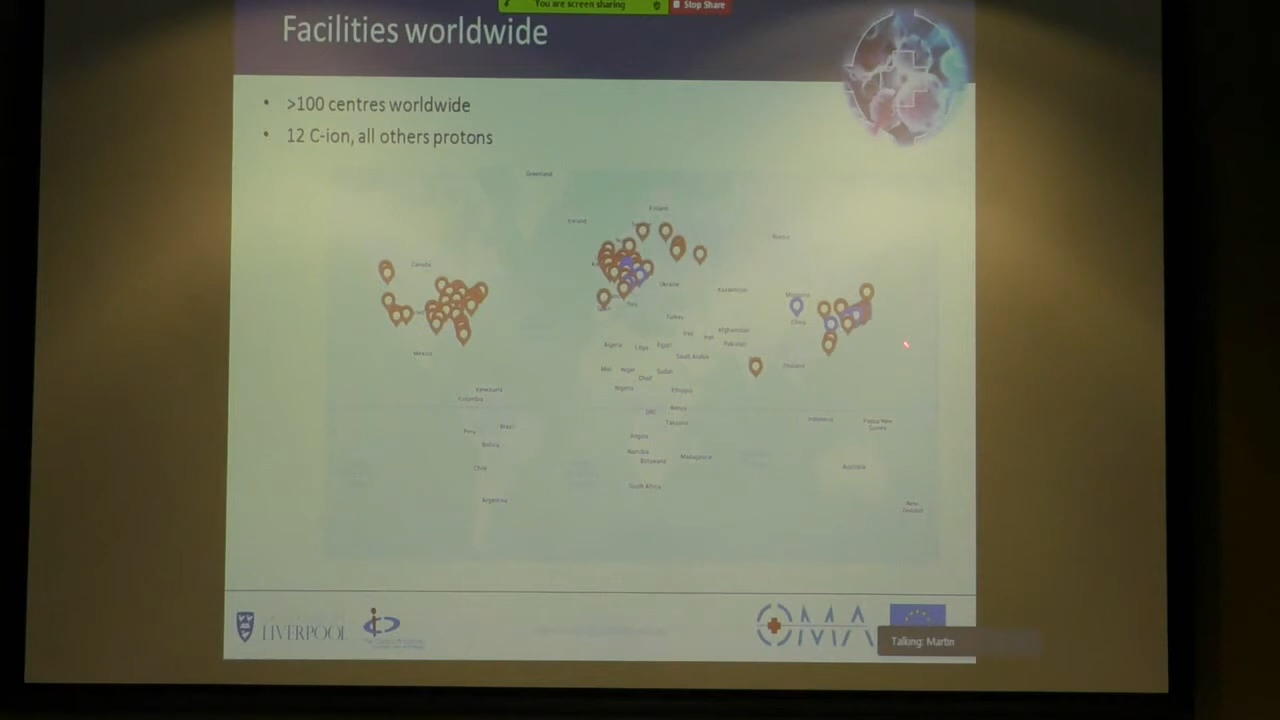 You are screen sharing
Stop Share
Facilities worldwide
• >100 centres worldwide
• 12 C-ion, all others protons
Greenland
Iceland
Finland
Russia
Canada
Ukraine
Kazakhstan
Mongolia
China
Turkey
Afghanistan
Iraq
Iran
Pakistan
Algeria
Libya
Egypt
Saudi Arabia
Mexico
Thailand
Mali
Niger
Sudan
Chad
Nigeria
Ethiopia
Venezuela
Colombia
DRC
Kenya
Tanzania
Indonesia
Papua New
Guinea
Peru
Brazil
Bolivia
Angola
Namibia
Botswana
Madagascar
Chile
Australia
South Africa
Argentina
New
Zealand
LIVERPOOL
OMA
Talking: Martin